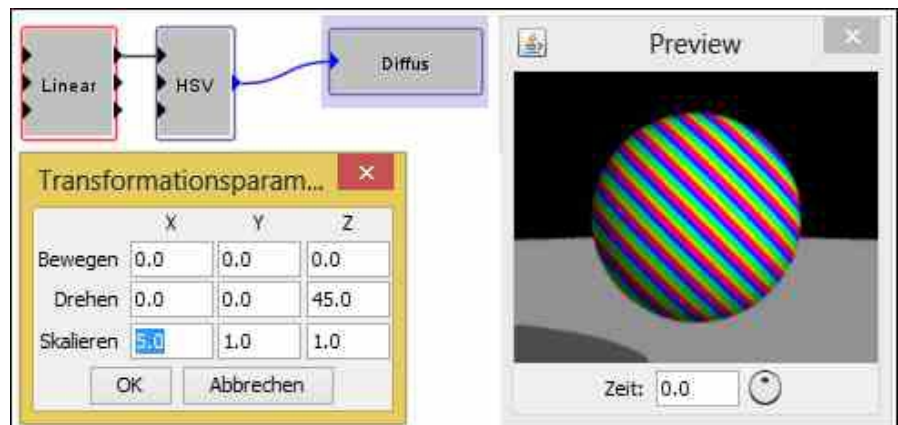 Linear
HSV
Diffus
Transformationsparam...
X Y Z
Bewegen 0.0 0.0 0.0
Drehen 0.0 0.0 45.0
Skalieren 5.0 1.0 1.0
OK Abbrechen
Preview
Zeit: 0.0